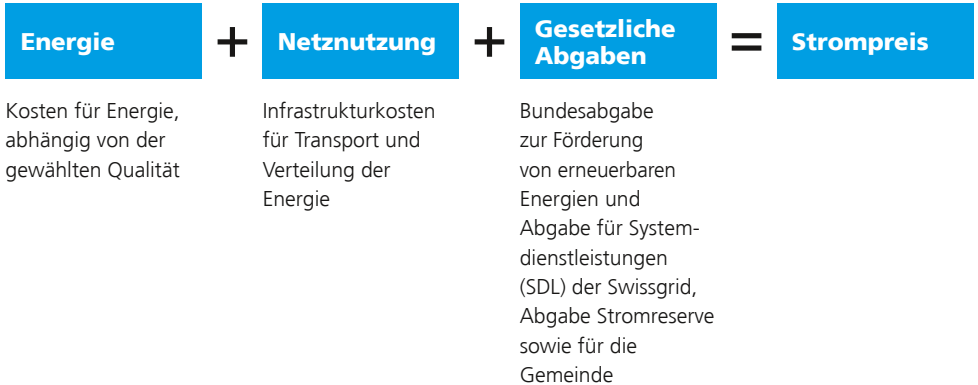 Energie + Netznutzung + Gesetzliche Abgaben = Strompreis
Kosten für Energie,
abhängig von der
gewählten Qualität
Infrastrukturkosten
für Transport und
Verteilung der
Energie
Bundesabgabe
zur Förderung
von erneuerbaren
Energien und
Abgabe für System-
dienstleistungen
(SDL) der Swissgrid,
Abgabe Stromreserve
sowie für die
Gemeinde